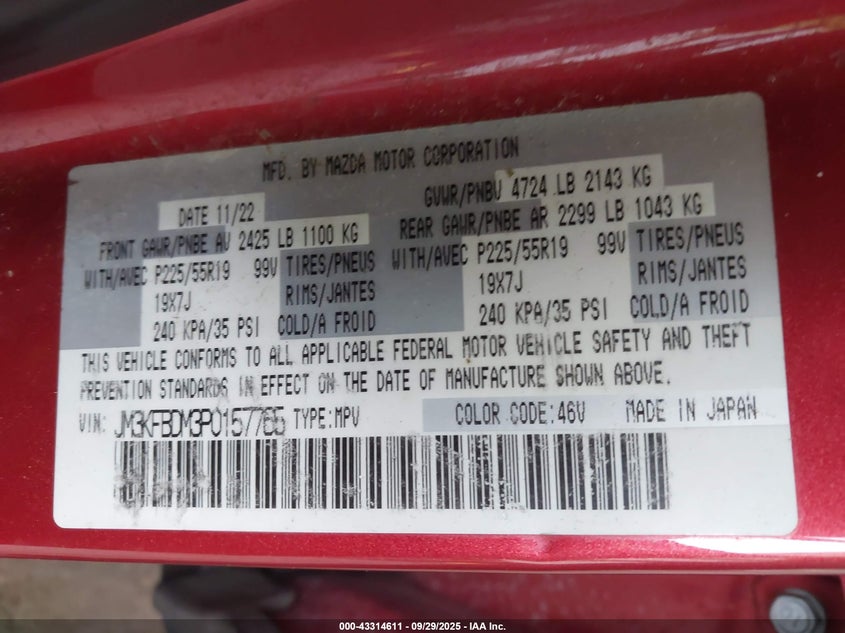 MFD. BY MAZDA MOTOR CORPORATION
DATE 11/22 GVWR/PNBV 4724 LB 2143 KG
FRONT GAWR/PNBE AV 2425 LB 1100 KG REAR GAWR/PNBE AR 2299 LB 1043 KG
WITH/AVEC P225/55R19 99V TIRES/PNEUS WITH/AVEC P225/55R19 99V TIRES/PNEUS
19X7J RIMS/JANTES 19X7J RIMS/JANTES
240 KPA/35 PSI COLD/A FROID 240 KPA/35 PSI COLD/A FROID
THIS VEHICLE CONFORMS TO ALL APPLICABLE FEDERAL MOTOR VEHICLE SAFETY AND THEFT
PREVENTION STANDARDS IN EFFECT ON THE DATE OF MANUFACTURE SHOWN ABOVE.
VIN: JM3KFBDM3P0157765 TYPE:MPV COLOR CODE:46V MADE IN JAPAN
000-43314611 - 09/29/2025 - IAA Inc.